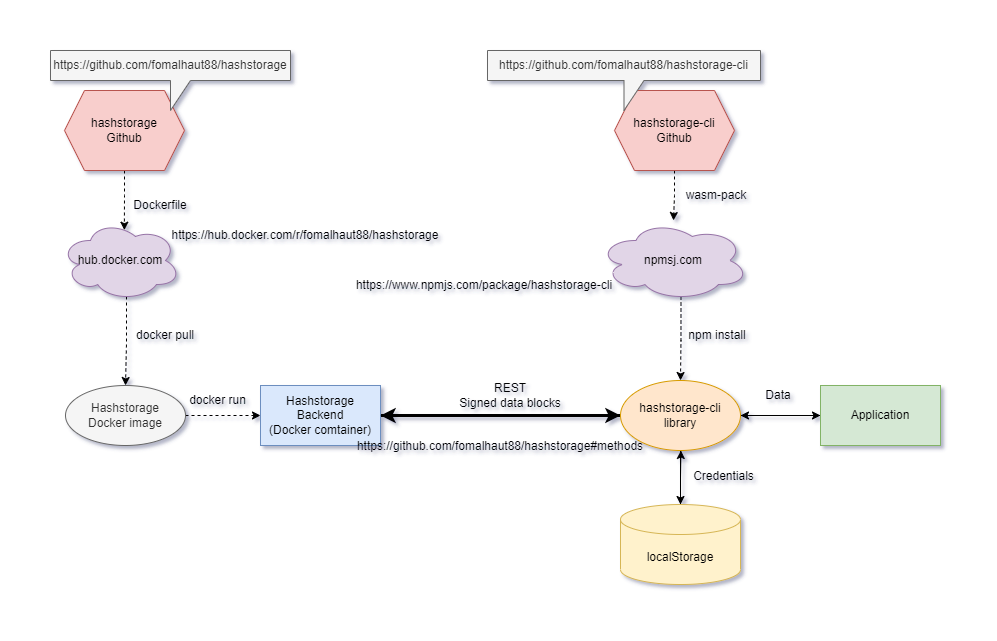 https://github.com/fomalhaut88/hashstorage
https://github.com/fomalhaut88/hashstorage-cli
hashstorage
Github
hashstorage-cli
Github
Dockerfile
wasm-pack
https://hub.docker.com/r/fomalhaut88/hashstorage
hub.docker.com
npmsj.com
https://www.npmjs.com/package/hashstorage-cli
docker pull
npm install
Hashstorage
Docker image
docker run
Hashstorage
Backend
(Docker comtainer)
REST
Signed data blocks
https://github.com/fomalhaut88/hashstorage#methods
hashstorage-cli
library
Data
Application
Credentials
localStorage